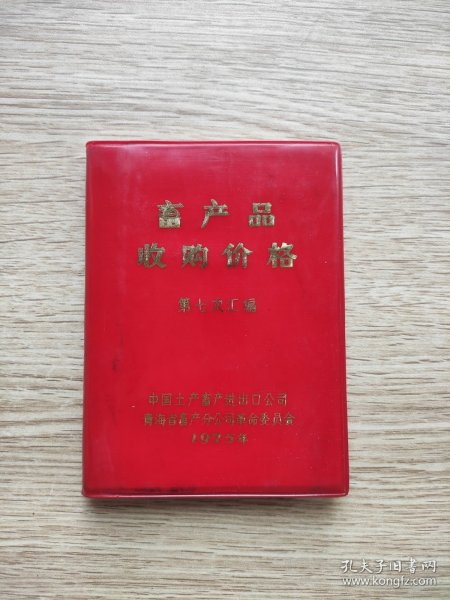 畜产品
收购价格
第七次汇编
中国土产畜产进出口公司
青海省畜产分公司革命委员会
1975年
孔夫子旧书网
www.kongfz.com